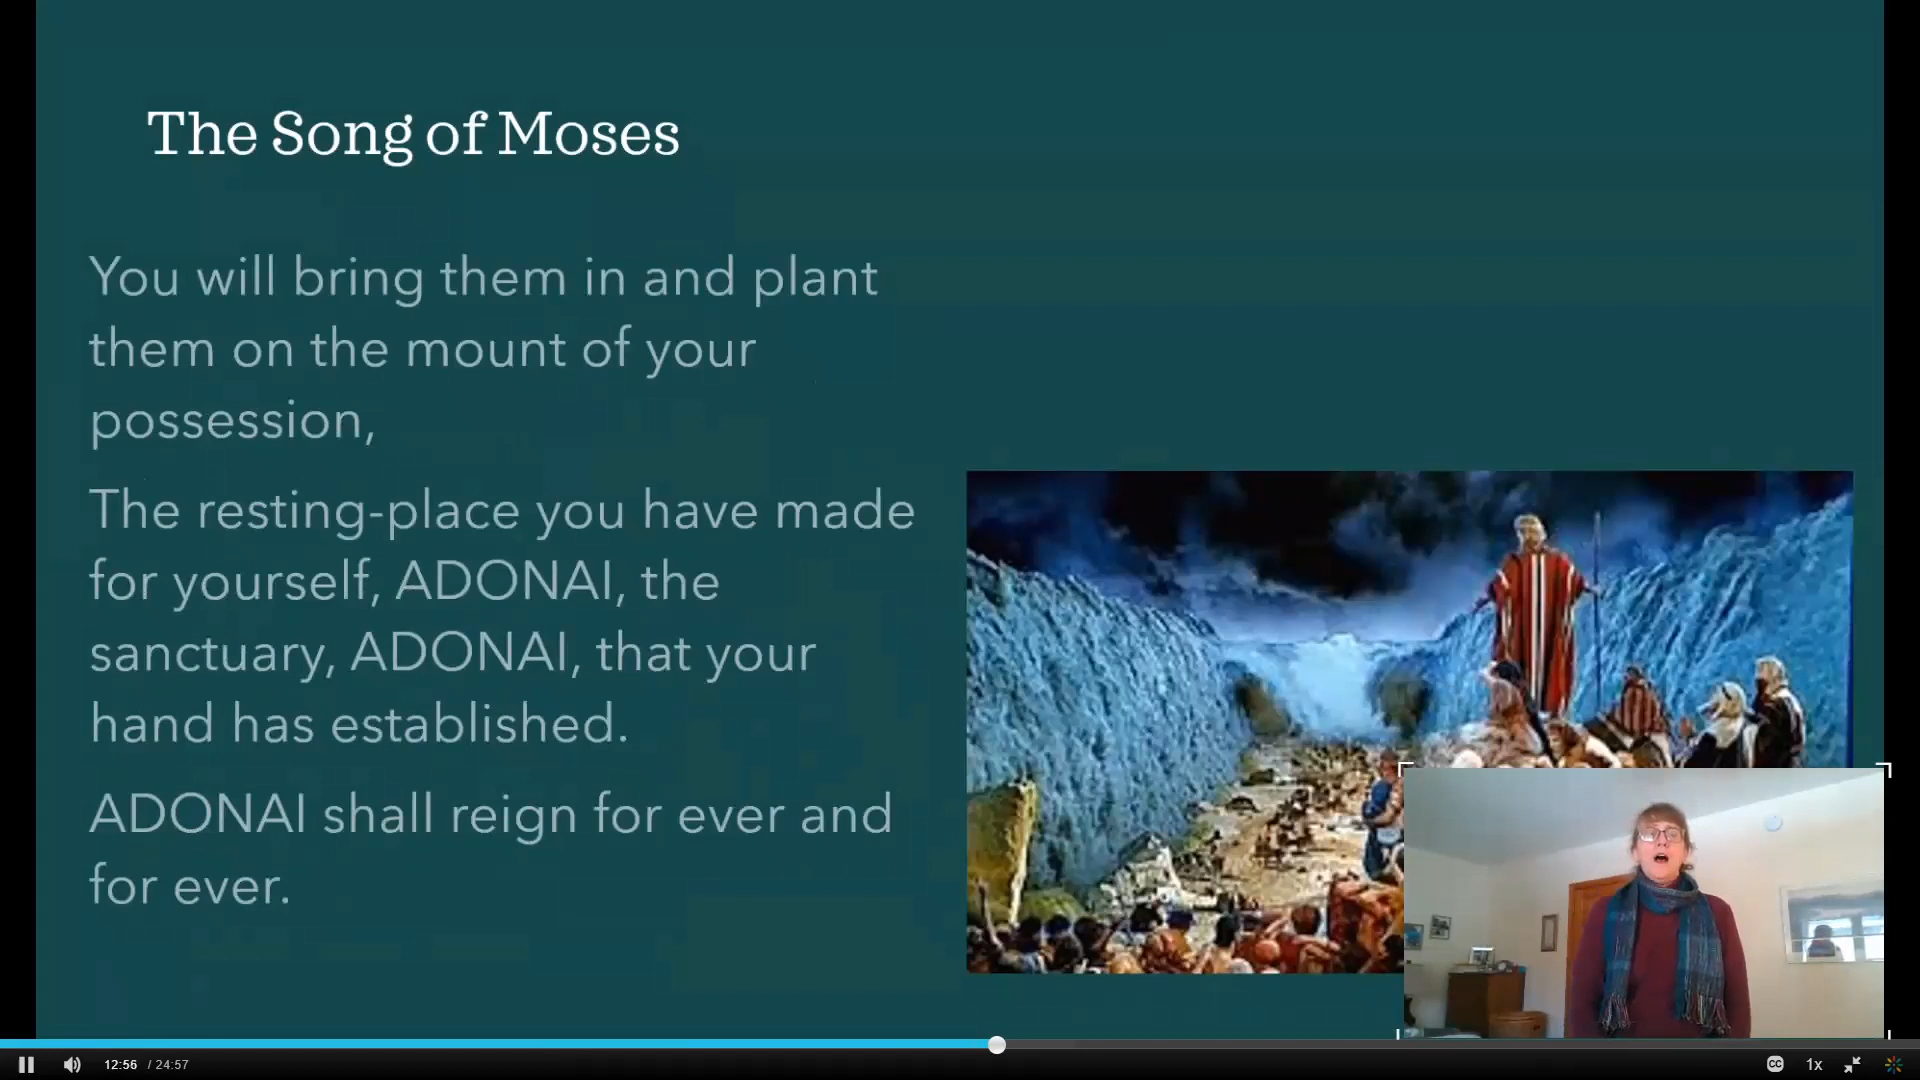 The Song of Moses
You will bring them in and plant
them on the mount of your
possession,
The resting-place you have made
for yourself, ADONAI, the
sanctuary, ADONAI, that your
hand has established.
ADONAI shall reign for ever and
for ever.
12:56 / 24:57
CC
1x